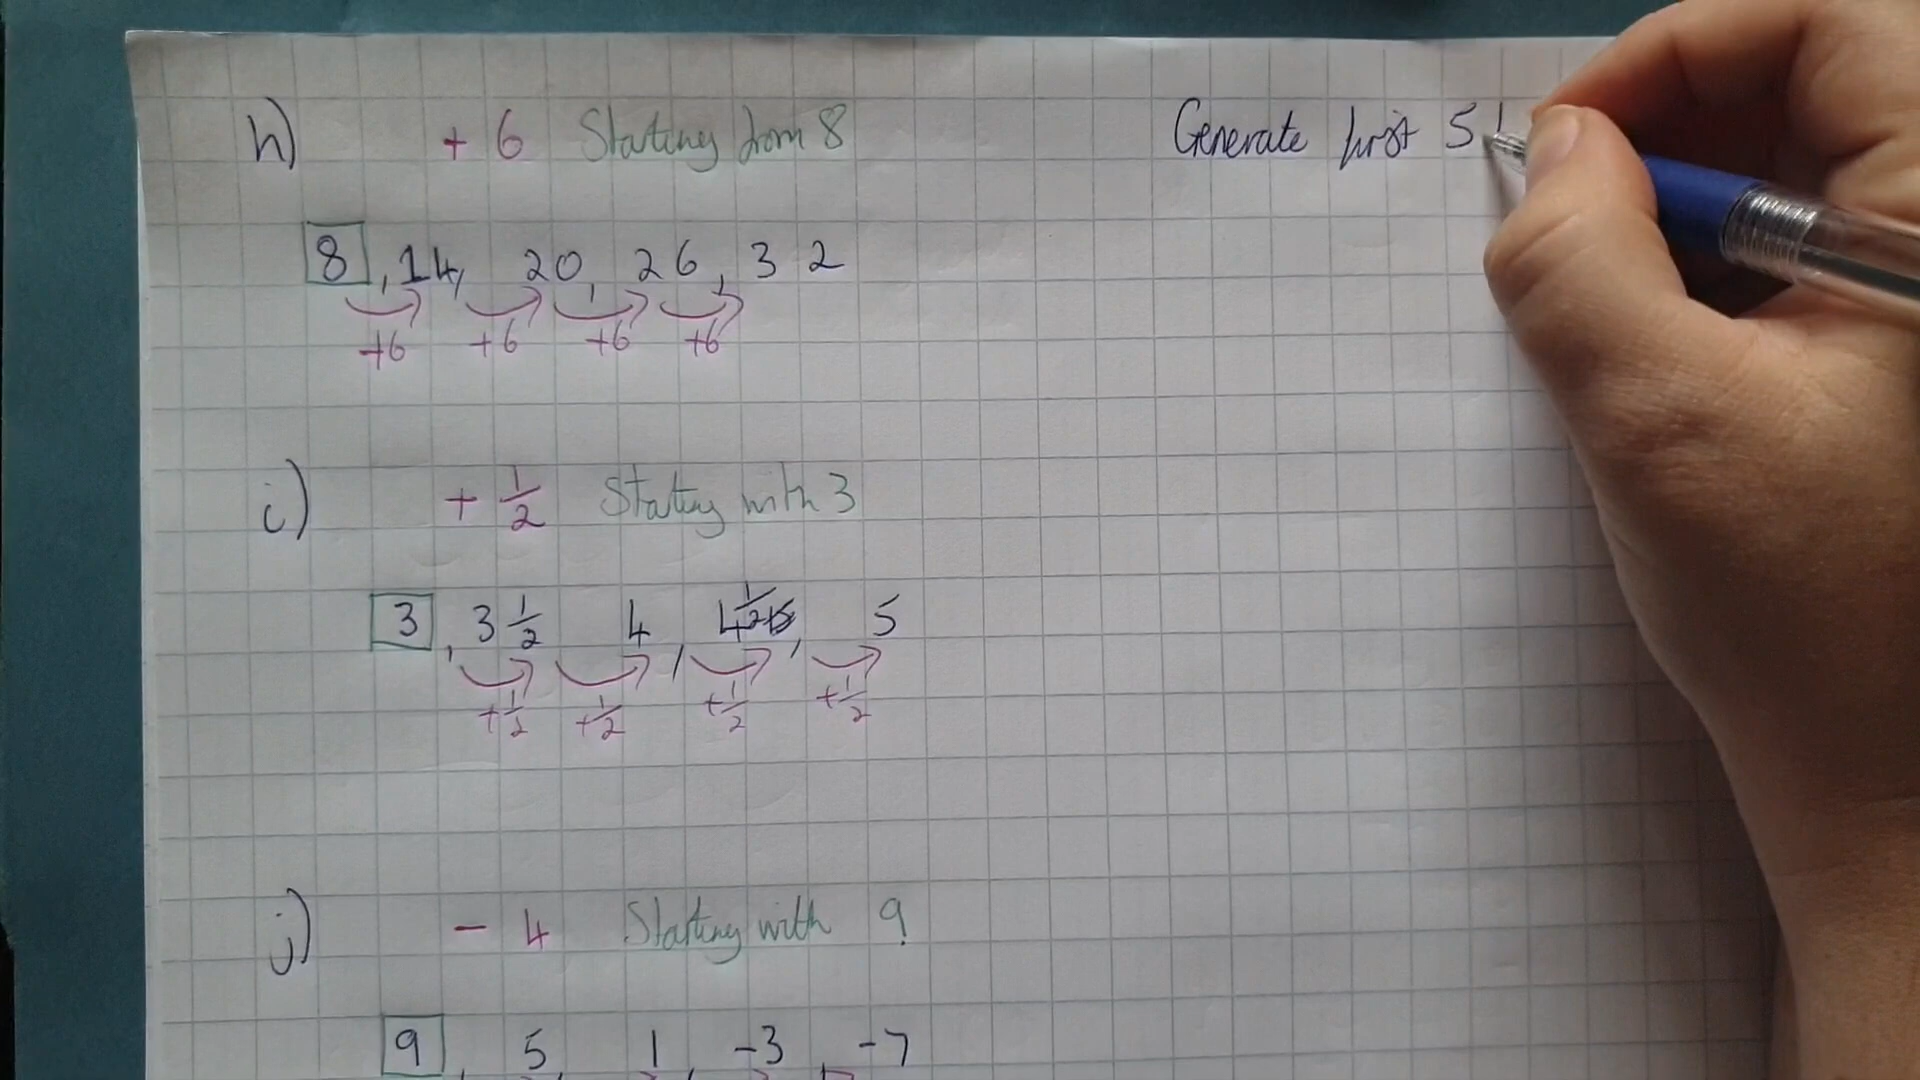 h) + 6 Starting from 8
Generate first 5
8, 14, 20, 26, 32
+6 +6 +6 +6
i) + 1/2 Starting with 3
3, 3 1/2 4, 4 1/2, 5
+1/2 +1/2 +1/2 +1/2
j) - 4 Starting with 9
9, 5, 1, -3, -7